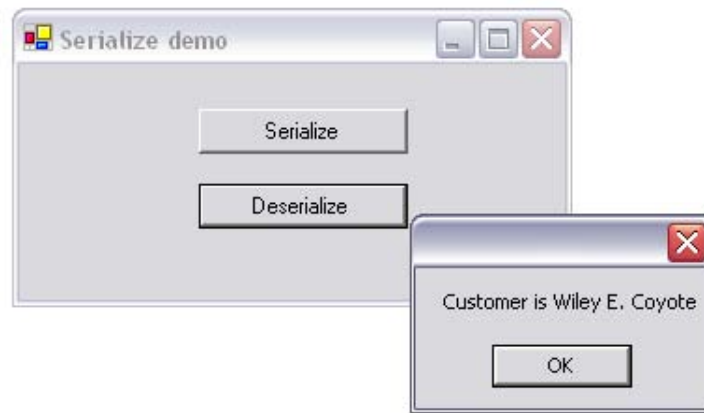 Serialize demo
Serialize
Deserialize
Customer is Wiley E. Coyote
OK